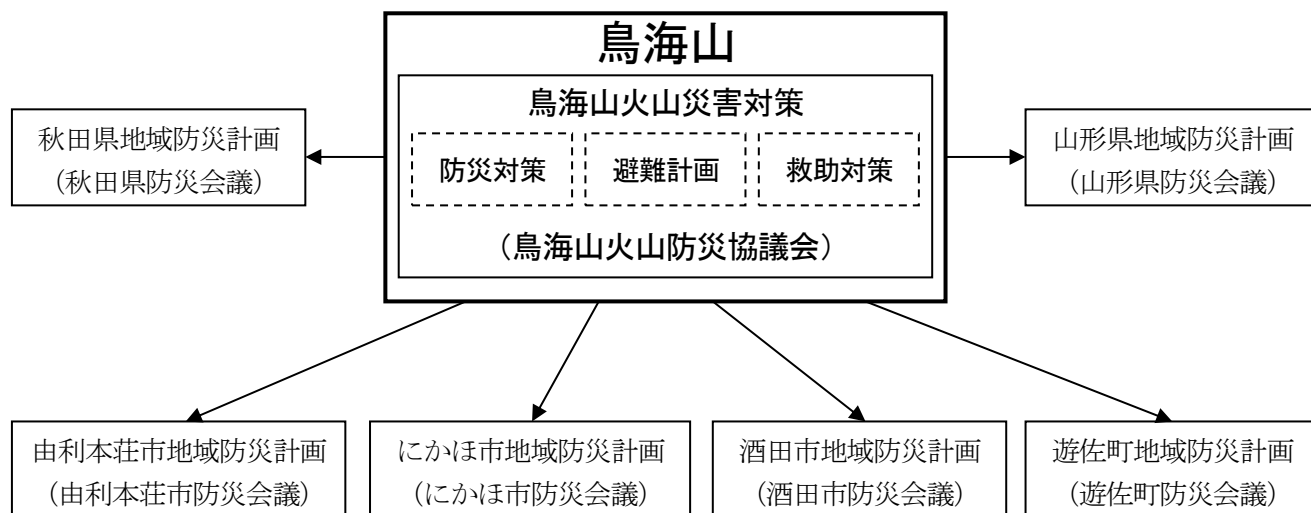 鳥海山
鳥海山火山災害対策
防災対策
避難計画
救助対策
（鳥海山火山防災協議会）
秋田県地域防災計画
（秋田県防災会議）
山形県地域防災計画
（山形県防災会議）
由利本荘市地域防災計画
（由利本荘市防災会議）
にかほ市地域防災計画
（にかほ市防災会議）
酒田市地域防災計画
（酒田市防災会議）
遊佐町地域防災計画
（遊佐町防災会議）